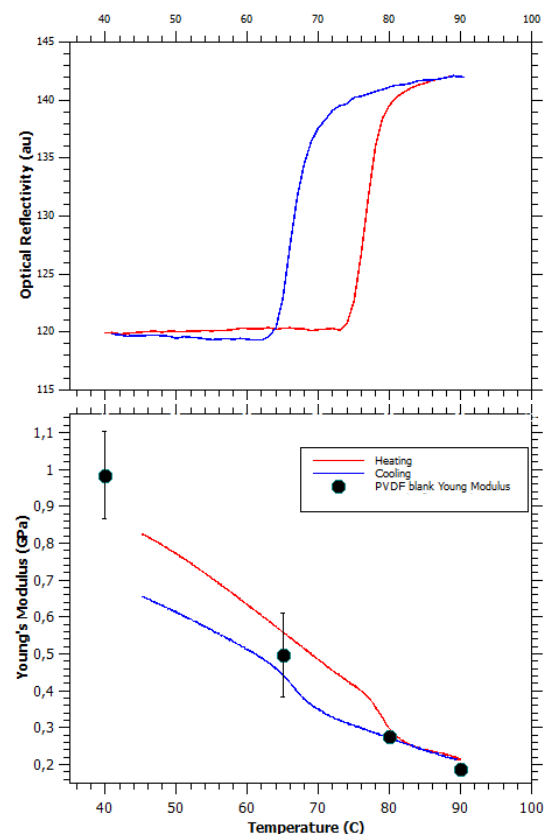 40 50 60 70 80 90 100
145
140
135
130
125
120
115
Optical Reflectivity (au)
1,1
1
0,9
0,8
0,7
0,6
0,5
0,4
0,3
0,2
Young's Modulus (GPa)
Heating
Cooling
PVDF blank Young Modulus
40 50 60 70 80 90 100
Temperature (C)